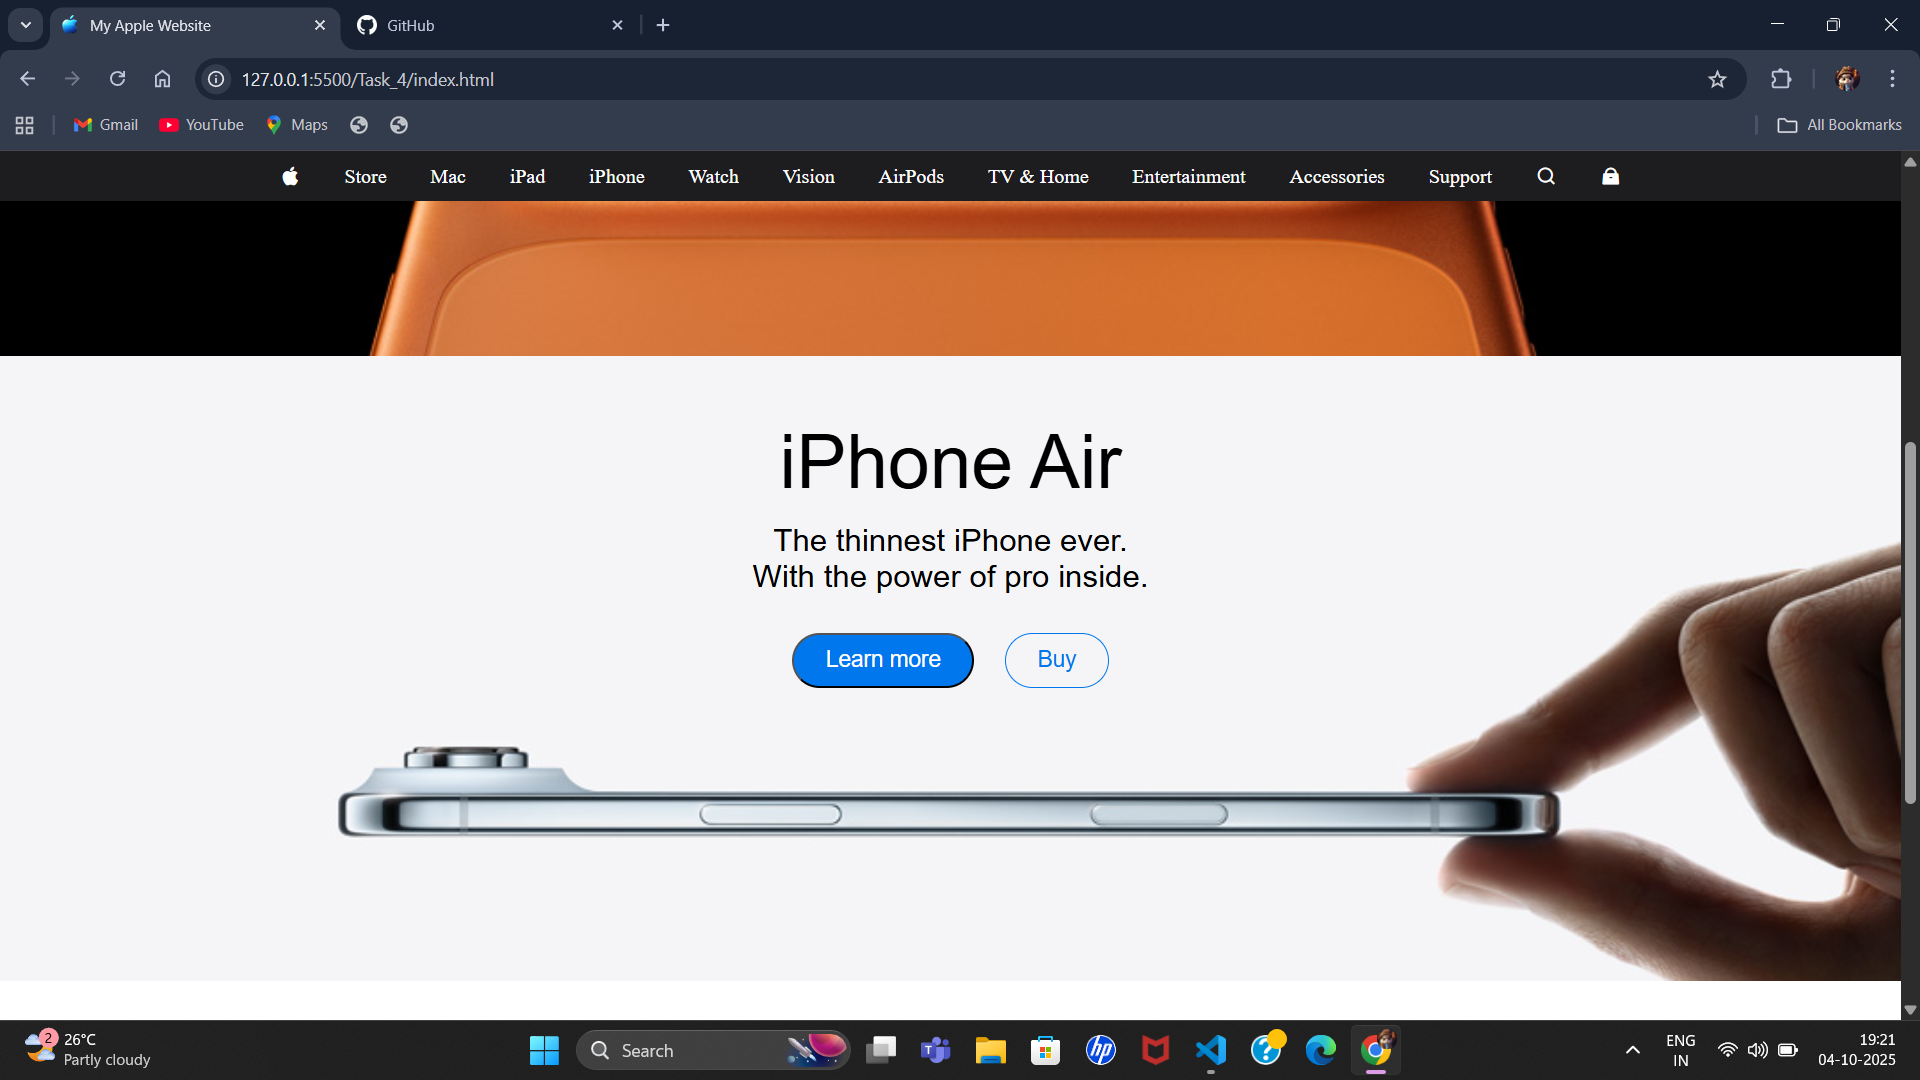 My Apple Website
GitHub
127.0.0.1:5500/Task_4/index.html
Gmail
YouTube
Maps
All Bookmarks
Store
Mac
iPad
iPhone
Watch
Vision
AirPods
TV & Home
Entertainment
Accessories
Support
iPhone Air
The thinnest iPhone ever.
With the power of pro inside.
Learn more
Buy
2
26°C
Partly cloudy
Search
T
hp
?
ENG
IN
19:21
04-10-2025